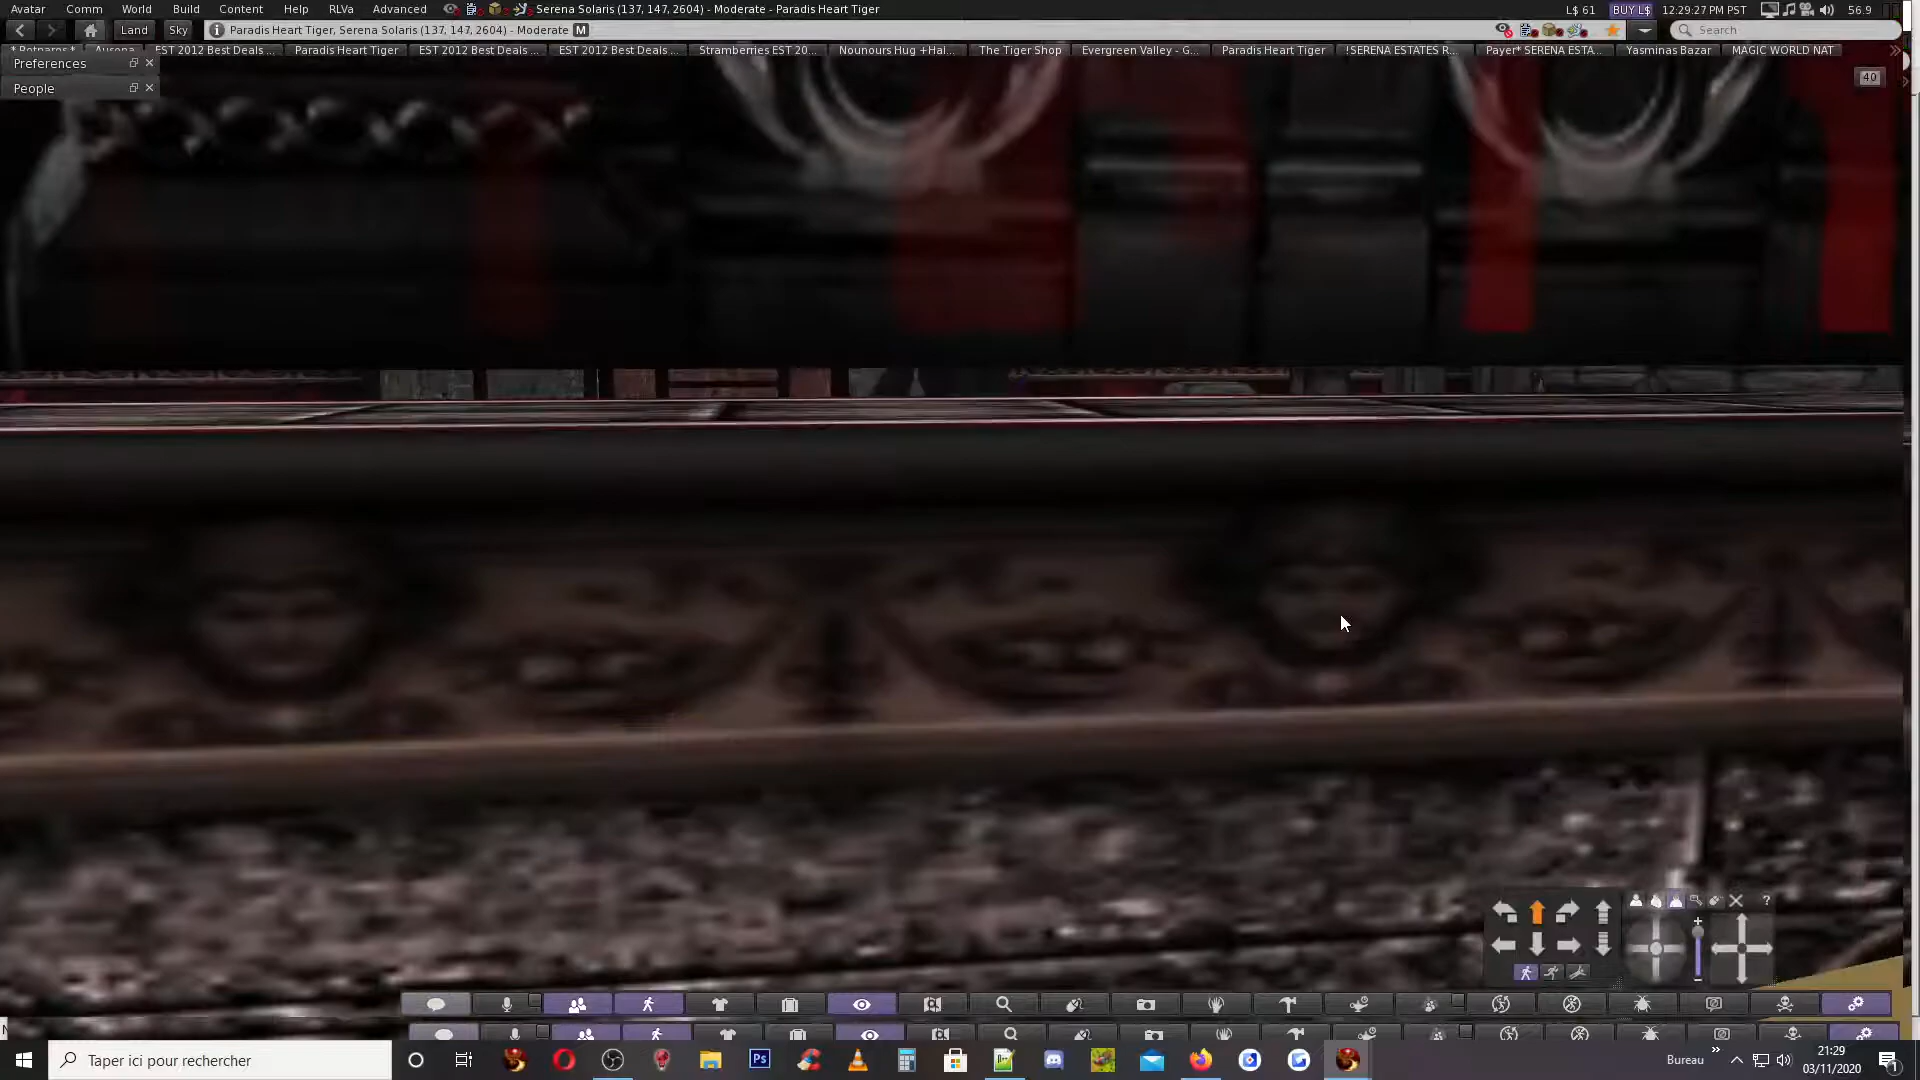 Avatar Comm World Build Content Help RLVa Advanced Serena Solaris (137, 147, 2604) - Moderate - Paradis Heart Tiger L$ 61 BUY L$ 12:29:27 PM PST 56.9
Land Sky Paradis Heart Tiger, Serena Solaris (137, 147, 2604) - Moderate M Search
EST 2012 Best Deals ... Paradis Heart Tiger EST 2012 Best Deals ... EST 2012 Best Deals ... Stramberries EST 20... Nounours Hug +Hal... The Tiger Shop Evergreen Valley - G... Paradis Heart Tiger !SERENA ESTATES R... Payer* SERENA ESTA... Yasminas Bazar MAGIC WORLD NAT
Preferences
40
People
?
Taper ici pour rechercher Ps Bureau 21:29
03/11/2020 1